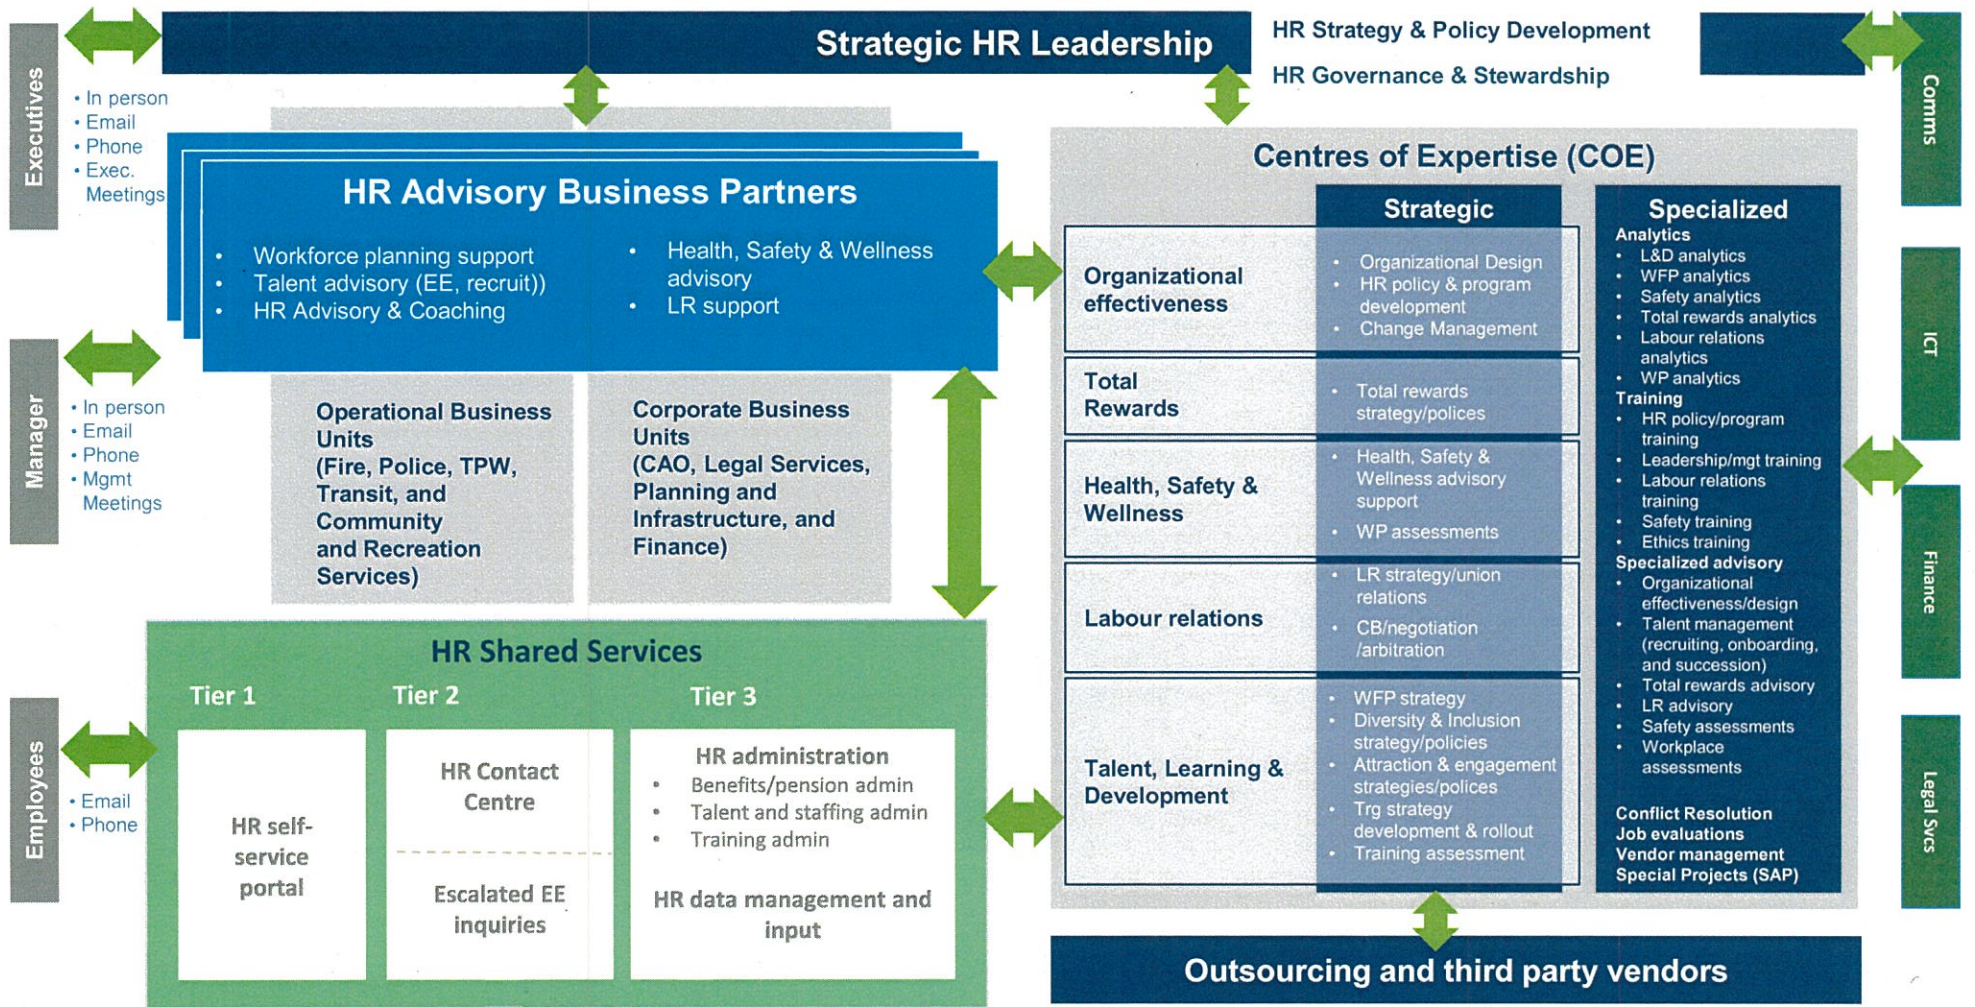 Strategic HR Leadership
HR Strategy & Policy Development
HR Governance & Stewardship
Executives
• In person
• Email
• Phone
• Exec.
Meetings
HR Advisory Business Partners
• Workforce planning support
• Talent advisory (EE, recruit))
• HR Advisory & Coaching
• Health, Safety & Wellness
advisory
• LR support
Manager
• In person
• Email
• Phone
• Mgmt
Meetings
Operational Business
Units
(Fire, Police, TPW,
Transit, and
Community
and Recreation
Services)
Corporate Business
Units
(CAO, Legal Services,
Planning and
Infrastructure, and
Finance)
Employees
• Email
• Phone
HR Shared Services
Tier 1
HR self-
service
portal
Tier 2
HR Contact
Centre
Escalated EE
inquiries
Tier 3
HR administration
• Benefits/pension admin
• Talent and staffing admin
• Training admin
HR data management and
input
Centres of Expertise (COE)
Strategic
Organizational
effectiveness
• Organizational Design
• HR policy & program
development
• Change Management
Total
Rewards
• Total rewards
strategy/polices
Health, Safety &
Wellness
• Health, Safety &
Wellness advisory
support
• WP assessments
Labour relations
• LR strategy/union
relations
• CB/negotiation
/arbitration
Talent, Learning &
Development
• WFP strategy
• Diversity & Inclusion
strategy/policies
• Attraction & engagement
strategies/polices
• Trg strategy
development & rollout
• Training assessment
Specialized
Analytics
• L&D analytics
• WFP analytics
• Safety analytics
• Total rewards analytics
• Labour relations
analytics
• WP analytics
Training
• HR policy/program
training
• Leadership/mgt training
• Labour relations
training
• Safety training
• Ethics training
Specialized advisory
• Organizational
effectiveness/design
• Talent management
(recruiting, onboarding,
and succession)
• Total rewards advisory
• LR advisory
• Safety assessments
• Workplace
assessments
Conflict Resolution
Job evaluations
Vendor management
Special Projects (SAP)
Outsourcing and third party vendors
Comms
ICT
Finance
Legal Svcs